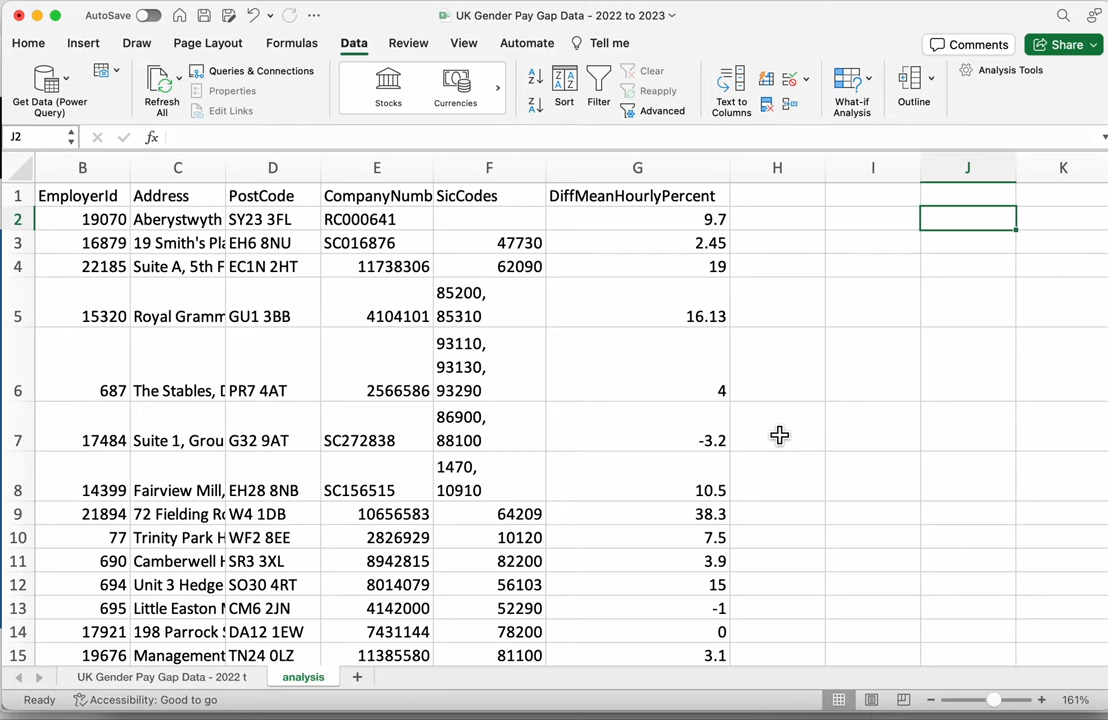 AutoSave
UK Gender Pay Gap Data - 2022 to 2023
Home Insert Draw Page Layout Formulas Data Review View Automate Tell me
Comments Share
Get Data (Power Query)
Refresh All
Queries & Connections
Properties
Edit Links
Stocks Currencies
Sort Filter
Clear
Reapply
Advanced
Text to Columns
What-if Analysis
Outline
Analysis Tools
J2 fx
B C D E F G H I J K
1 EmployerId Address PostCode CompanyNumb SicCodes DiffMeanHourlyPercent
2 19070 Aberystwyth SY23 3FL RC000641 9.7
3 16879 19 Smith's Pla EH6 8NU SC016876 47730 2.45
4 22185 Suite A, 5th F EC1N 2HT 11738306 62090 19
85200,
5 15320 Royal Gramm GU1 3BB 4104101 85310 16.13
93110,
93130,
6 687 The Stables, D PR7 4AT 2566586 93290 4
86900,
7 17484 Suite 1, Grou G32 9AT SC272838 88100 -3.2
1470,
8 14399 Fairview Mill, EH28 8NB SC156515 10910 10.5
9 21894 72 Fielding Ro W4 1DB 10656583 64209 38.3
10 77 Trinity Park H WF2 8EE 2826929 10120 7.5
11 690 Camberwell H SR3 3XL 8942815 82200 3.9
12 694 Unit 3 Hedge SO30 4RT 8014079 56103 15
13 695 Little Easton M CM6 2JN 4142000 52290 -1
14 17921 198 Parrock S DA12 1EW 7431144 78200 0
15 19676 Management TN24 0LZ 11385580 81100 3.1
UK Gender Pay Gap Data - 2022 t analysis
Ready Accessibility: Good to go 161%